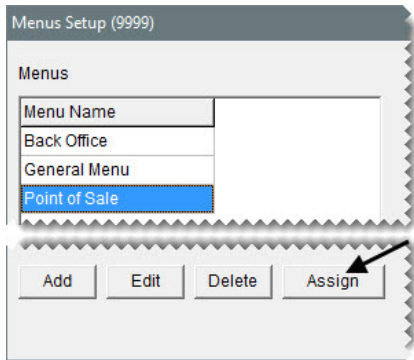 Menus Setup (9999)
Menus
Menu Name
Back Office
General Menu
Point of Sale
Add Edit Delete Assign